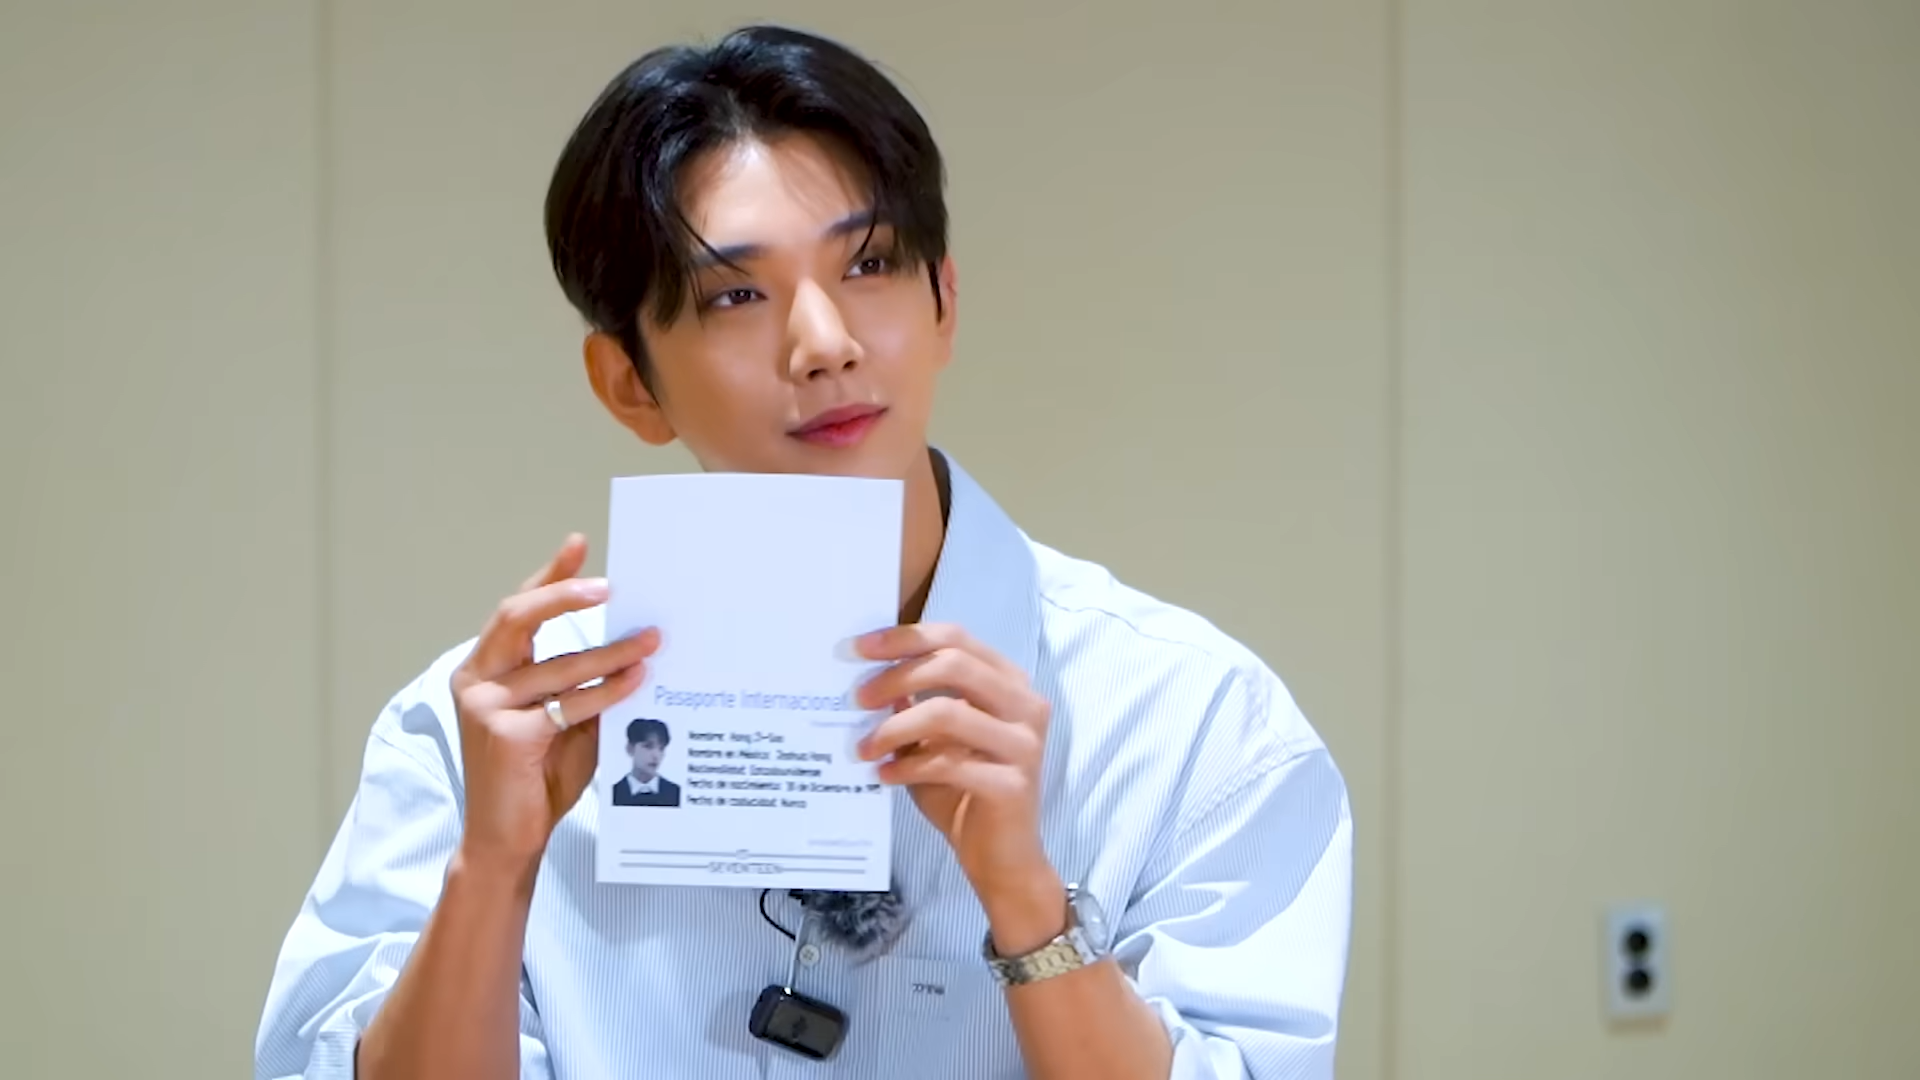 Pasaporte Internacional
Nombre: Hong Ji-Soo
Nombre en México: Joshua Hong
Nacionalidad: Estadounidense
Fecha de nacimiento: 30 de Diciembre de 1995
Fecha de caducidad: Nunca
SEVENTEEN